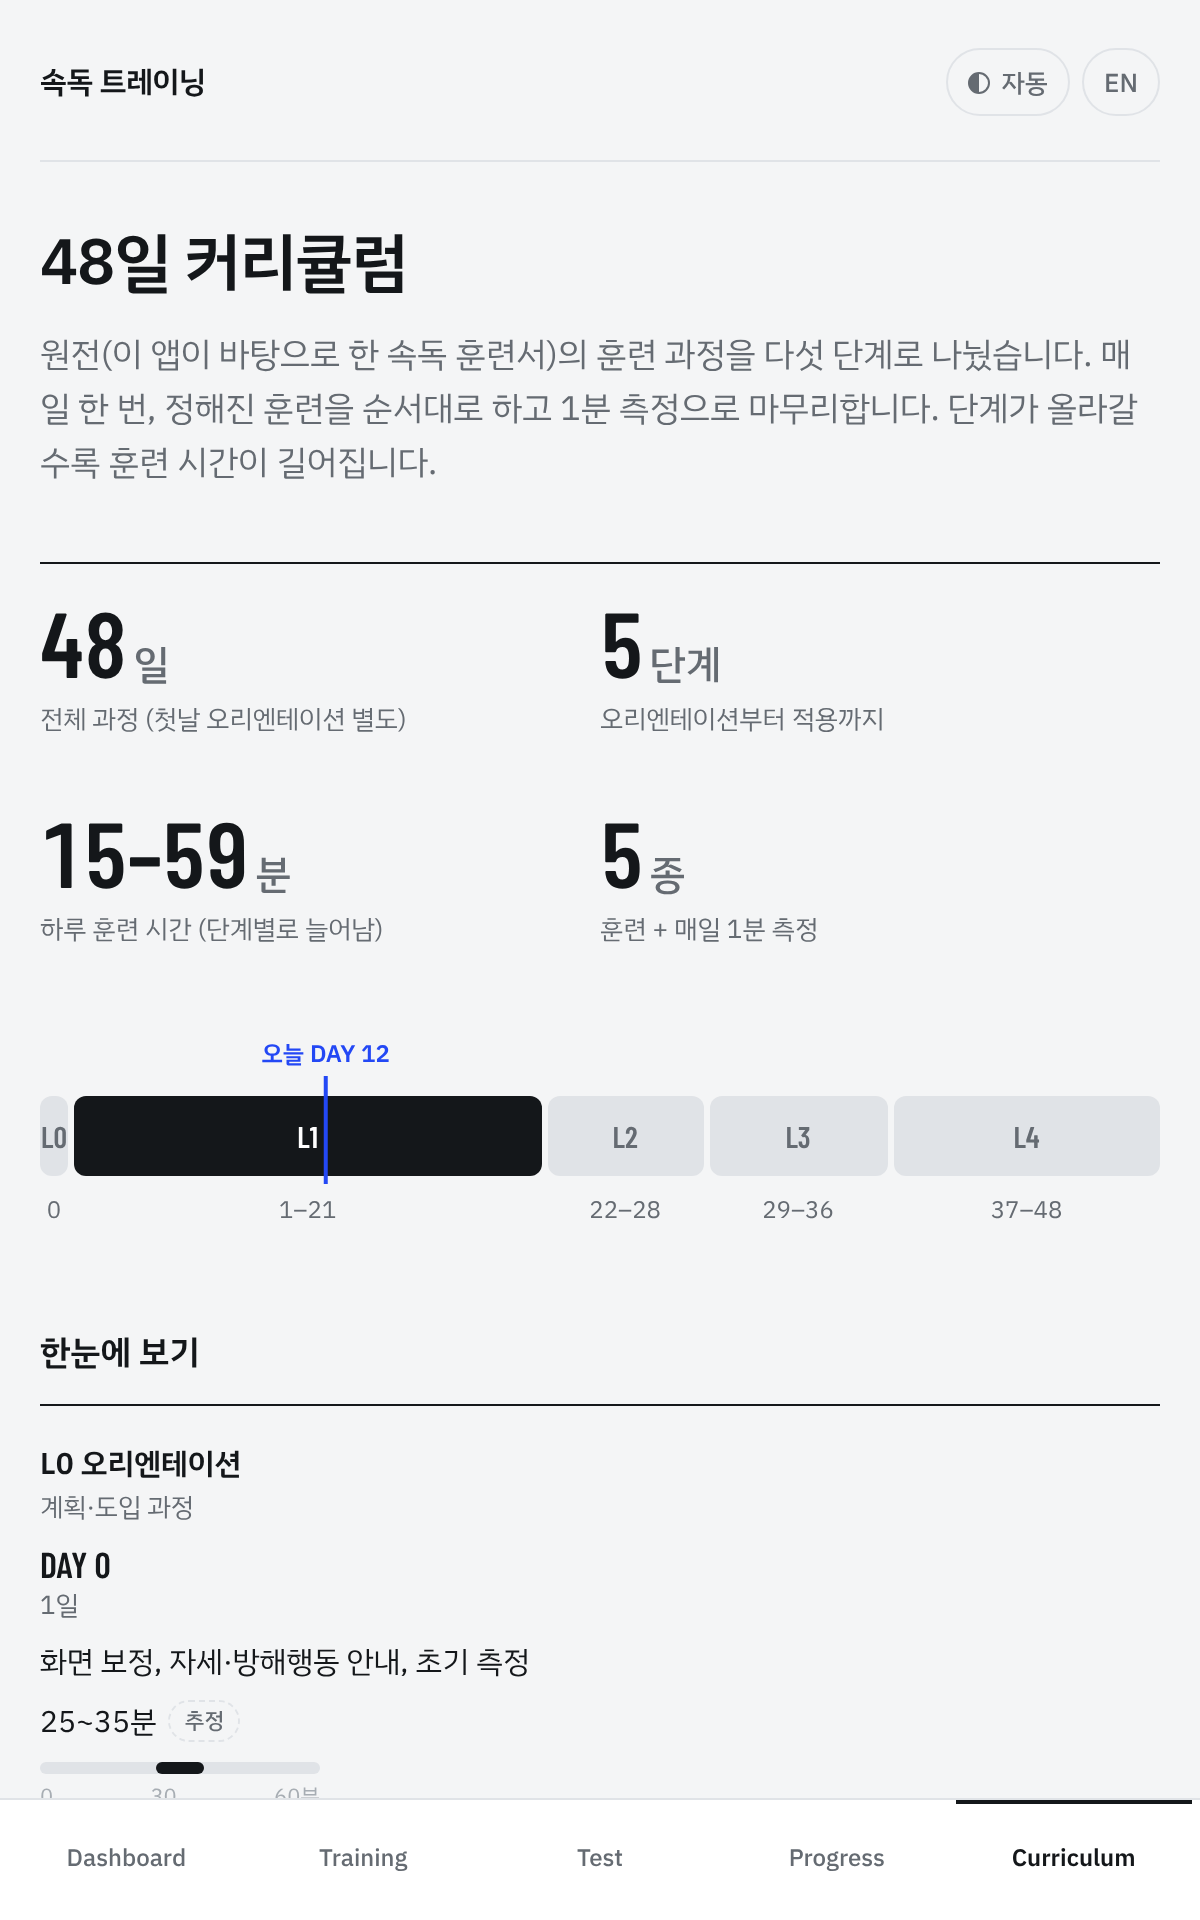 속독 트레이닝
자동
EN
48일 커리큘럼
원전(이 앱이 바탕으로 한 속독 훈련서)의 훈련 과정을 다섯 단계로 나눴습니다. 매
일 한 번, 정해진 훈련을 순서대로 하고 1분 측정으로 마무리합니다. 단계가 올라갈
수록 훈련 시간이 길어집니다.
48 일
전체 과정 (첫날 오리엔테이션 별도)
5 단계
오리엔테이션부터 적용까지
15–59 분
하루 훈련 시간 (단계별로 늘어남)
5 종
훈련 + 매일 1분 측정
오늘 DAY 12
L0 L1 L2 L3 L4
0 1–21 22–28 29–36 37–48
한눈에 보기
L0 오리엔테이션
계획·도입 과정
DAY 0
1일
화면 보정, 자세·방해행동 안내, 초기 측정
25~35분 추정
0 30 60분
Dashboard Training Test Progress Curriculum